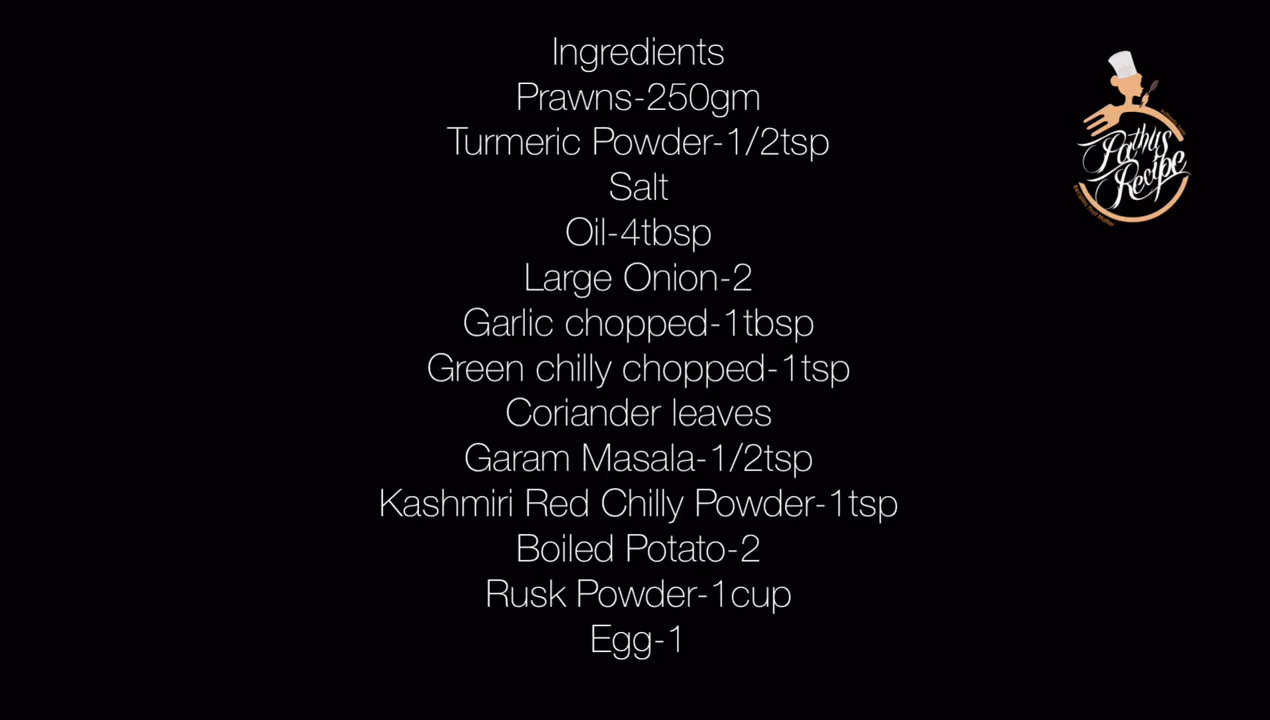 Ingredients
Prawns-250gm
Turmeric Powder-1/2tsp
Salt
Oil-4tbsp
Large Onion-2
Garlic chopped-1tbsp
Green chilly chopped-1tsp
Coriander leaves
Garam Masala-1/2tsp
Kashmiri Red Chilly Powder-1tsp
Boiled Potato-2
Rusk Powder-1cup
Egg-1
Pathus
Recipe